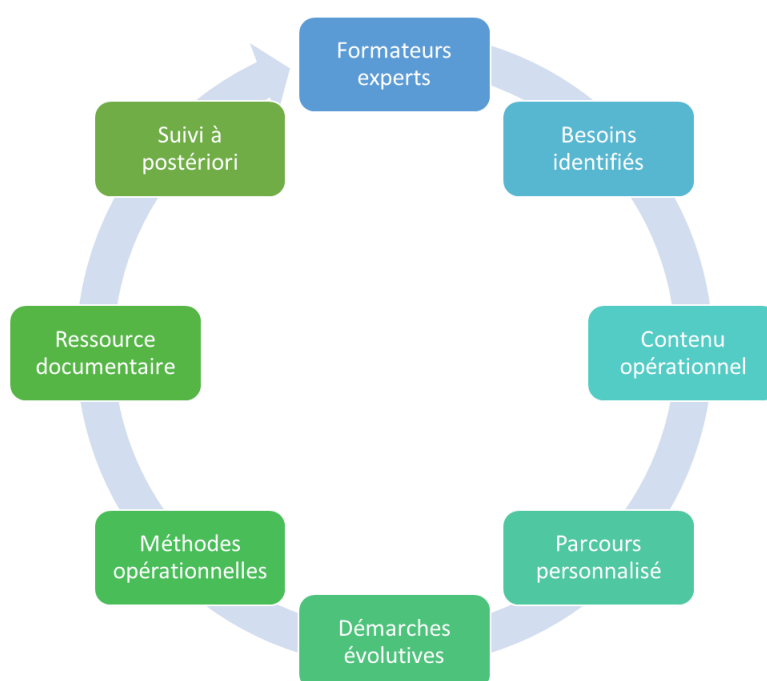 Formateurs
experts
Besoins
identifiés
Contenu
opérationnel
Parcours
personnalisé
Démarches
évolutives
Méthodes
opérationnelles
Ressource
documentaire
Suivi à
postériori